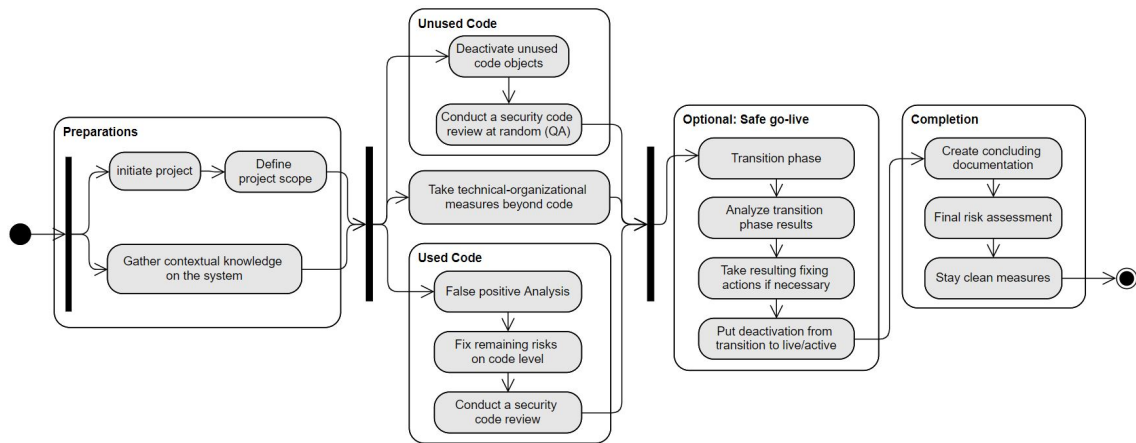 Preparations
initiate project
Define
project scope
Gather contextual knowledge
on the system
Unused Code
Deactivate unused
code objects
Conduct a security code
review at random (QA)
Take technical-organizational
measures beyond code
Used Code
False positive Analysis
Fix remaining risks
on code level
Conduct a security
code review
Optional: Safe go-live
Transition phase
Analyze transition
phase results
Take resulting fixing
actions if necessary
Put deactivation from
transition to live/active
Completion
Create concluding
documentation
Final risk assessment
Stay clean measures